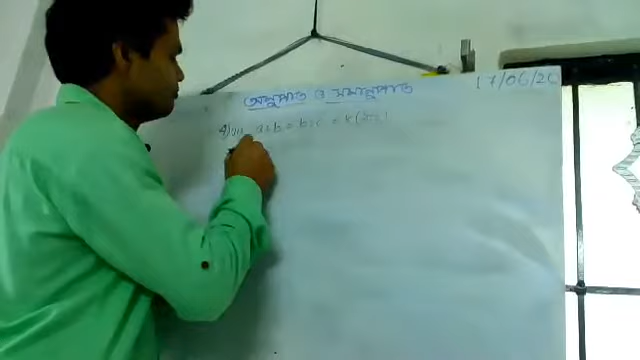 17/06/20
অনুপাত ও সমানুপাত
a : b = b : c = k